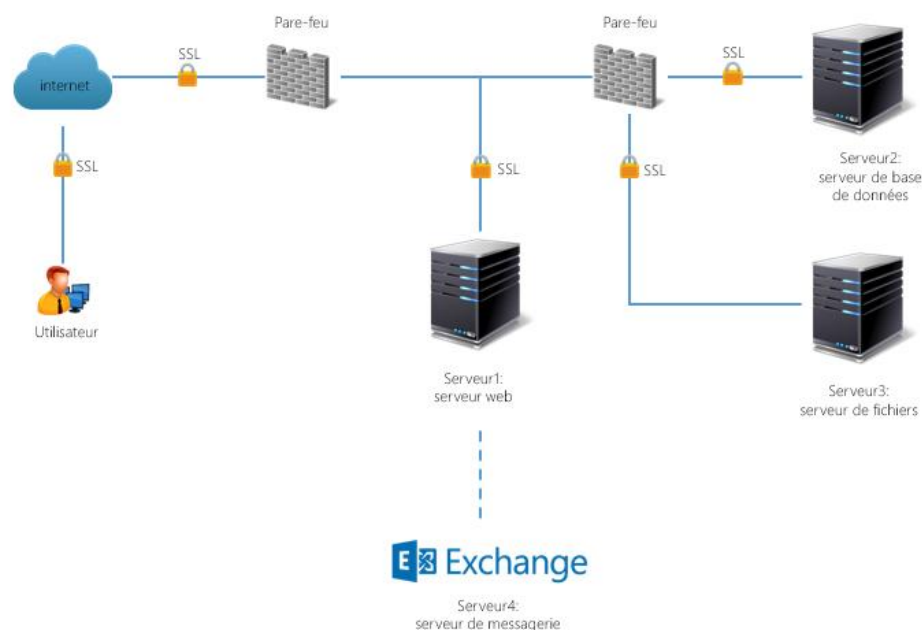 Pare-feu
Pare-feu
SSL
SSL
internet
SSL
SSL
SSL
Serveur2:
serveur de base
de données
Utilisateur
Serveur1:
serveur web
Serveur3:
serveur de fichiers
E Exchange
Serveur4:
serveur de messagerie